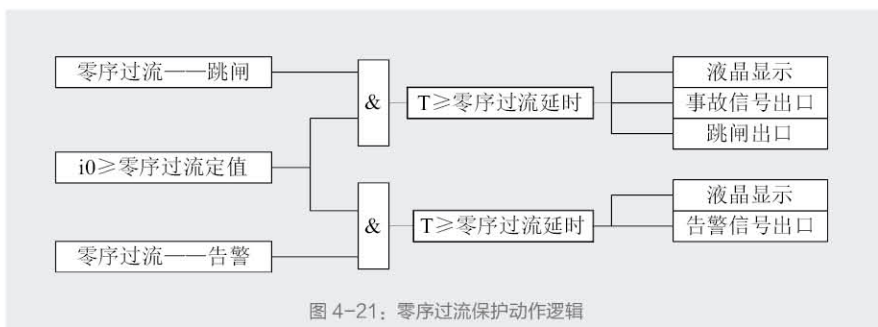 零序过流——跳闸
i0≥零序过流定值
零序过流——告警
&
&
T≥零序过流延时
T≥零序过流延时
液晶显示
事故信号出口
跳闸出口
液晶显示
告警信号出口
图 4-21：零序过流保护动作逻辑